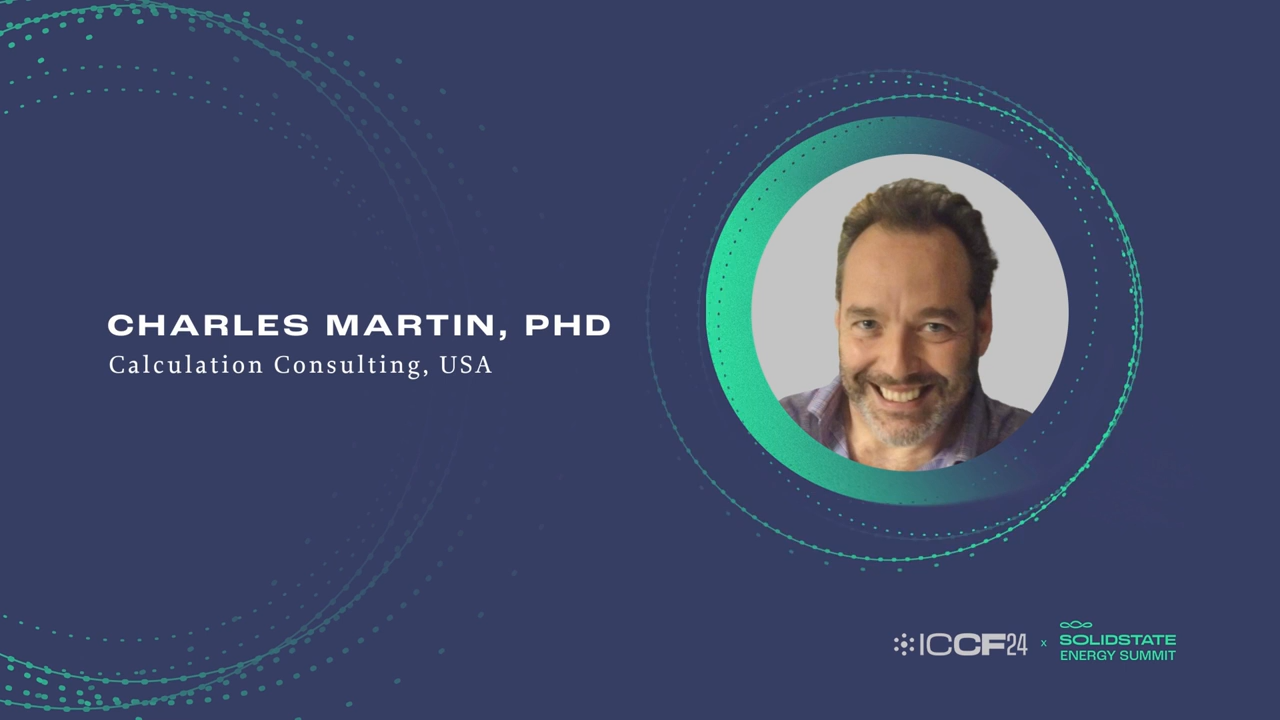 CHARLES MARTIN, PHD
Calculation Consulting, USA
ICCF24 x SOLIDSTATE
ENERGY SUMMIT